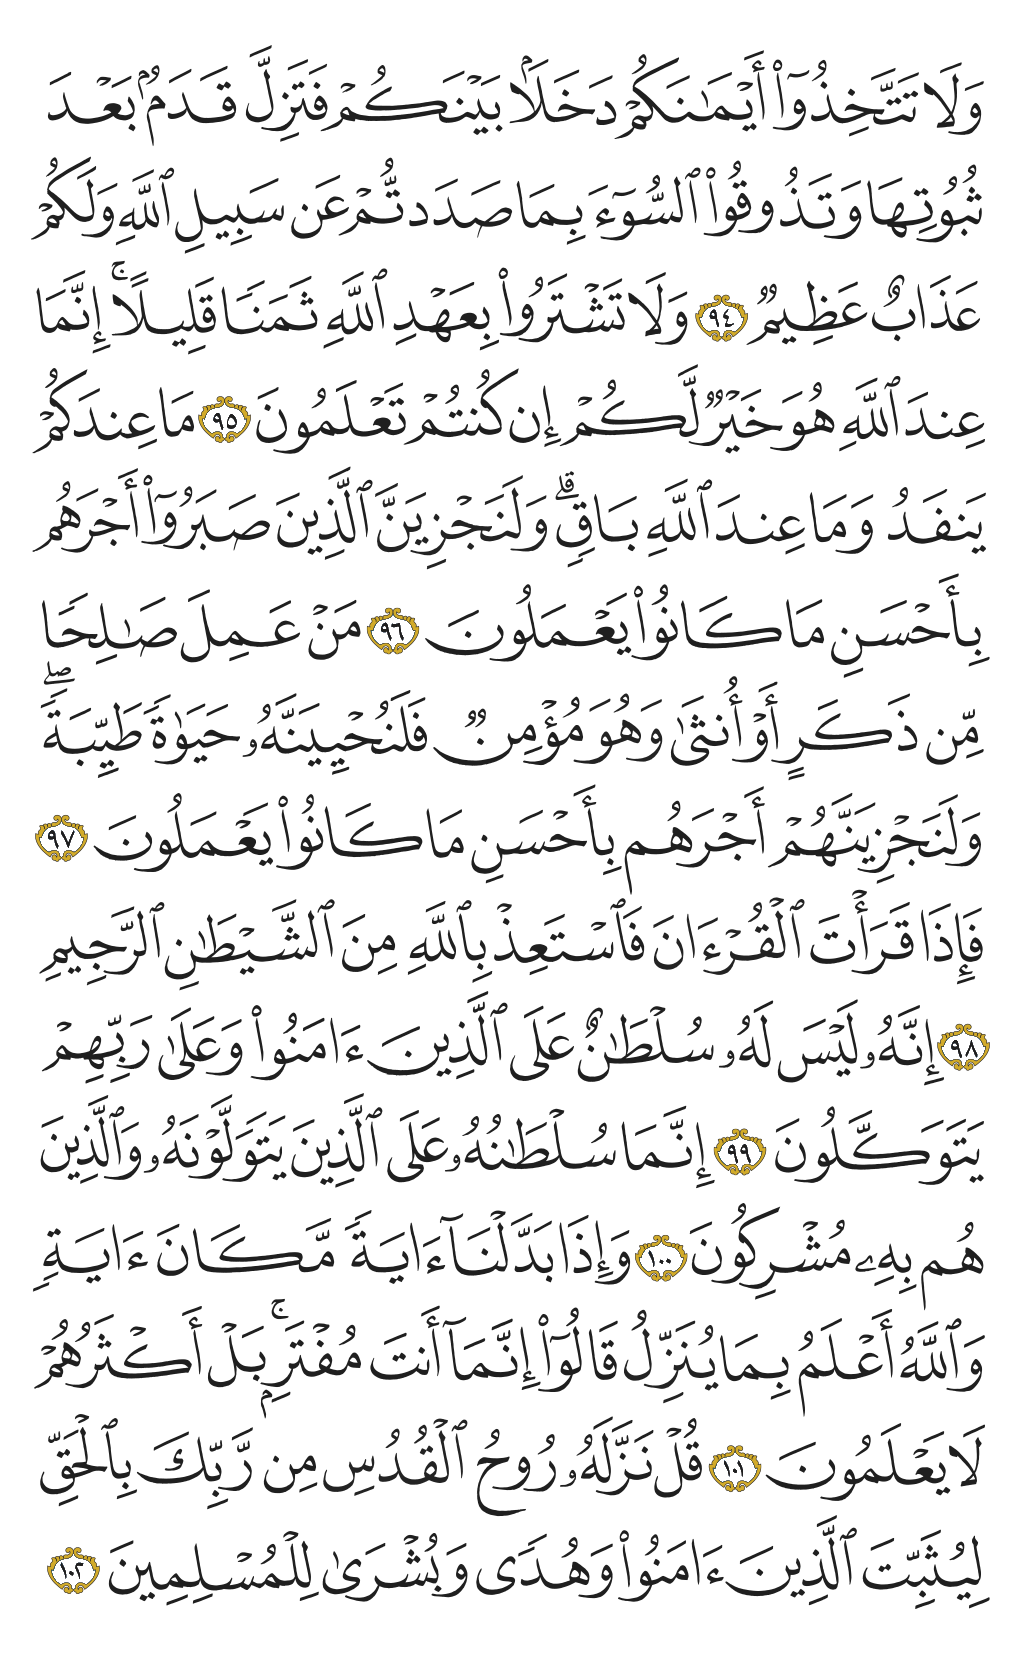 وَلَا تَتَّخِذُوٓا۟ أَيْمَـٰنَكُمْ دَخَلًۢا بَيْنَكُمْ فَتَزِلَّ قَدَمٌۢ بَعْدَ
ثُبُوتِهَا وَتَذُوقُوا۟ ٱلسُّوٓءَ بِمَا صَدَدتُّمْ عَن سَبِيلِ ٱللَّهِ وَلَكُمْ
عَذَابٌ عَظِيمٌ ٩٤ وَلَا تَشْتَرُوا۟ بِعَهْدِ ٱللَّهِ ثَمَنًا قَلِيلًا ۚ إِنَّمَا
عِندَ ٱللَّهِ هُوَ خَيْرٌ لَّكُمْ إِن كُنتُمْ تَعْلَمُونَ ٩٥ مَا عِندَكُمْ
يَنفَدُ وَمَا عِندَ ٱللَّهِ بَاقٍ ۗ وَلَنَجْزِيَنَّ ٱلَّذِينَ صَبَرُوٓا۟ أَجْرَهُم
بِأَحْسَنِ مَا كَانُوا۟ يَعْمَلُونَ ٩٦ مَنْ عَمِلَ صَـٰلِحًا
مِّن ذَكَرٍ أَوْ أُنثَىٰ وَهُوَ مُؤْمِنٌ فَلَنُحْيِيَنَّهُۥ حَيَوٰةً طَيِّبَةً ۖ
وَلَنَجْزِيَنَّهُمْ أَجْرَهُم بِأَحْسَنِ مَا كَانُوا۟ يَعْمَلُونَ ٩٧
فَإِذَا قَرَأْتَ ٱلْقُرْءَانَ فَٱسْتَعِذْ بِٱللَّهِ مِنَ ٱلشَّيْطَـٰنِ ٱلرَّجِيمِ
٩٨ إِنَّهُۥ لَيْسَ لَهُۥ سُلْطَـٰنٌ عَلَى ٱلَّذِينَ ءَامَنُوا۟ وَعَلَىٰ رَبِّهِمْ
يَتَوَكَّلُونَ ٩٩ إِنَّمَا سُلْطَـٰنُهُۥ عَلَى ٱلَّذِينَ يَتَوَلَّوْنَهُۥ وَٱلَّذِينَ
هُم بِهِۦ مُشْرِكُونَ ١٠٠ وَإِذَا بَدَّلْنَآ ءَايَةً مَّكَانَ ءَايَةٍ
وَٱللَّهُ أَعْلَمُ بِمَا يُنَزِّلُ قَالُوٓا۟ إِنَّمَآ أَنتَ مُفْتَرٍۭ ۚ بَلْ أَكْثَرُهُمْ
لَا يَعْلَمُونَ ١٠١ قُلْ نَزَّلَهُۥ رُوحُ ٱلْقُدُسِ مِن رَّبِّكَ بِٱلْحَقِّ
لِيُثَبِّتَ ٱلَّذِينَ ءَامَنُوا۟ وَهُدًى وَبُشْرَىٰ لِلْمُسْلِمِينَ ١٠٢